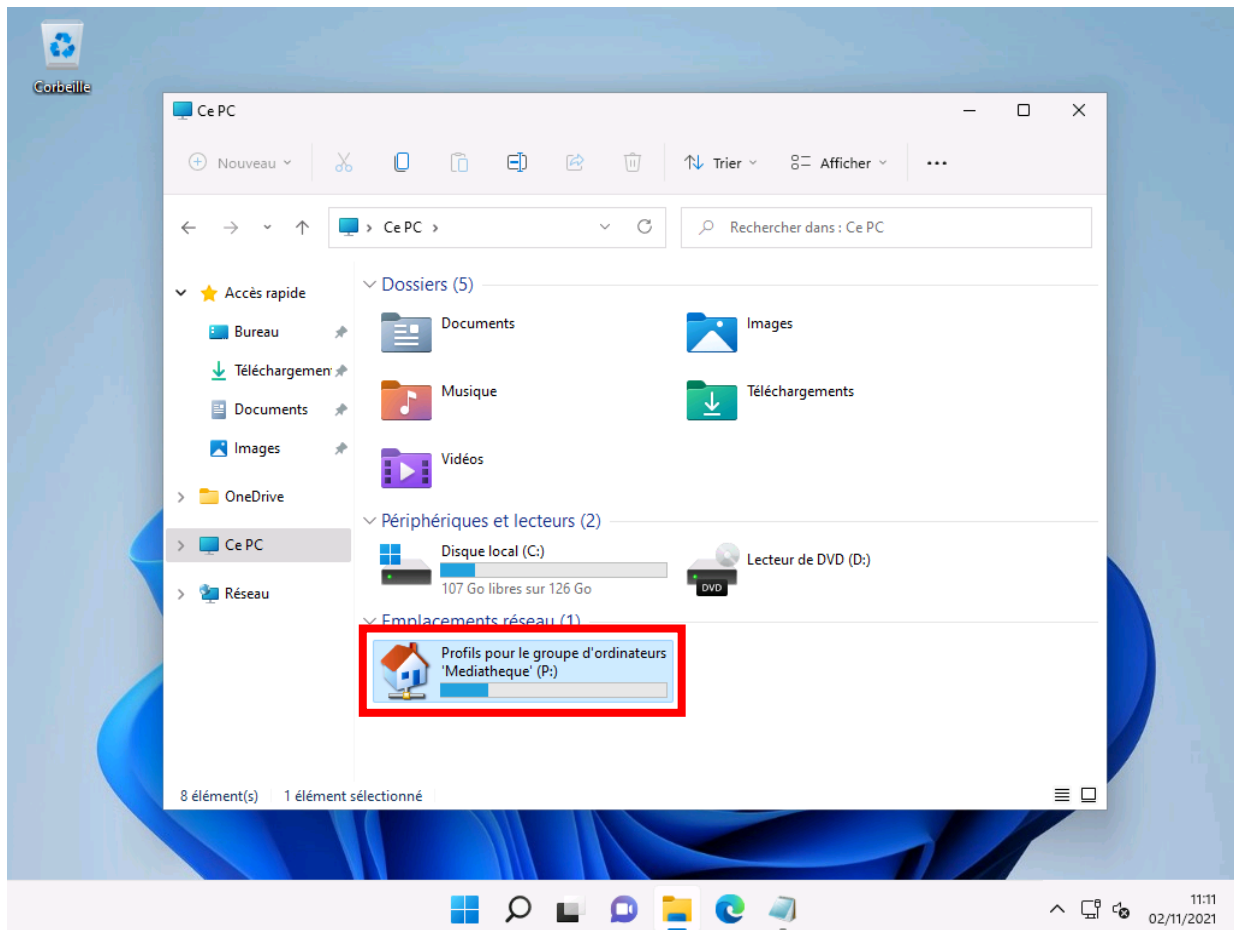 Corbeille
Ce PC
Nouveau
Trier
Afficher
Ce PC
Rechercher dans : Ce PC
Accès rapide
Bureau
Téléchargemen
Documents
Images
OneDrive
Ce PC
Réseau
Dossiers (5)
Documents
Images
Musique
Téléchargements
Vidéos
Périphériques et lecteurs (2)
Disque local (C:)
107 Go libres sur 126 Go
Lecteur de DVD (D:)
DVD
Emplacements réseau (1)
Profils pour le groupe d'ordinateurs
'Mediatheque' (P:)
8 élément(s)
1 élément sélectionné
11:11
02/11/2021